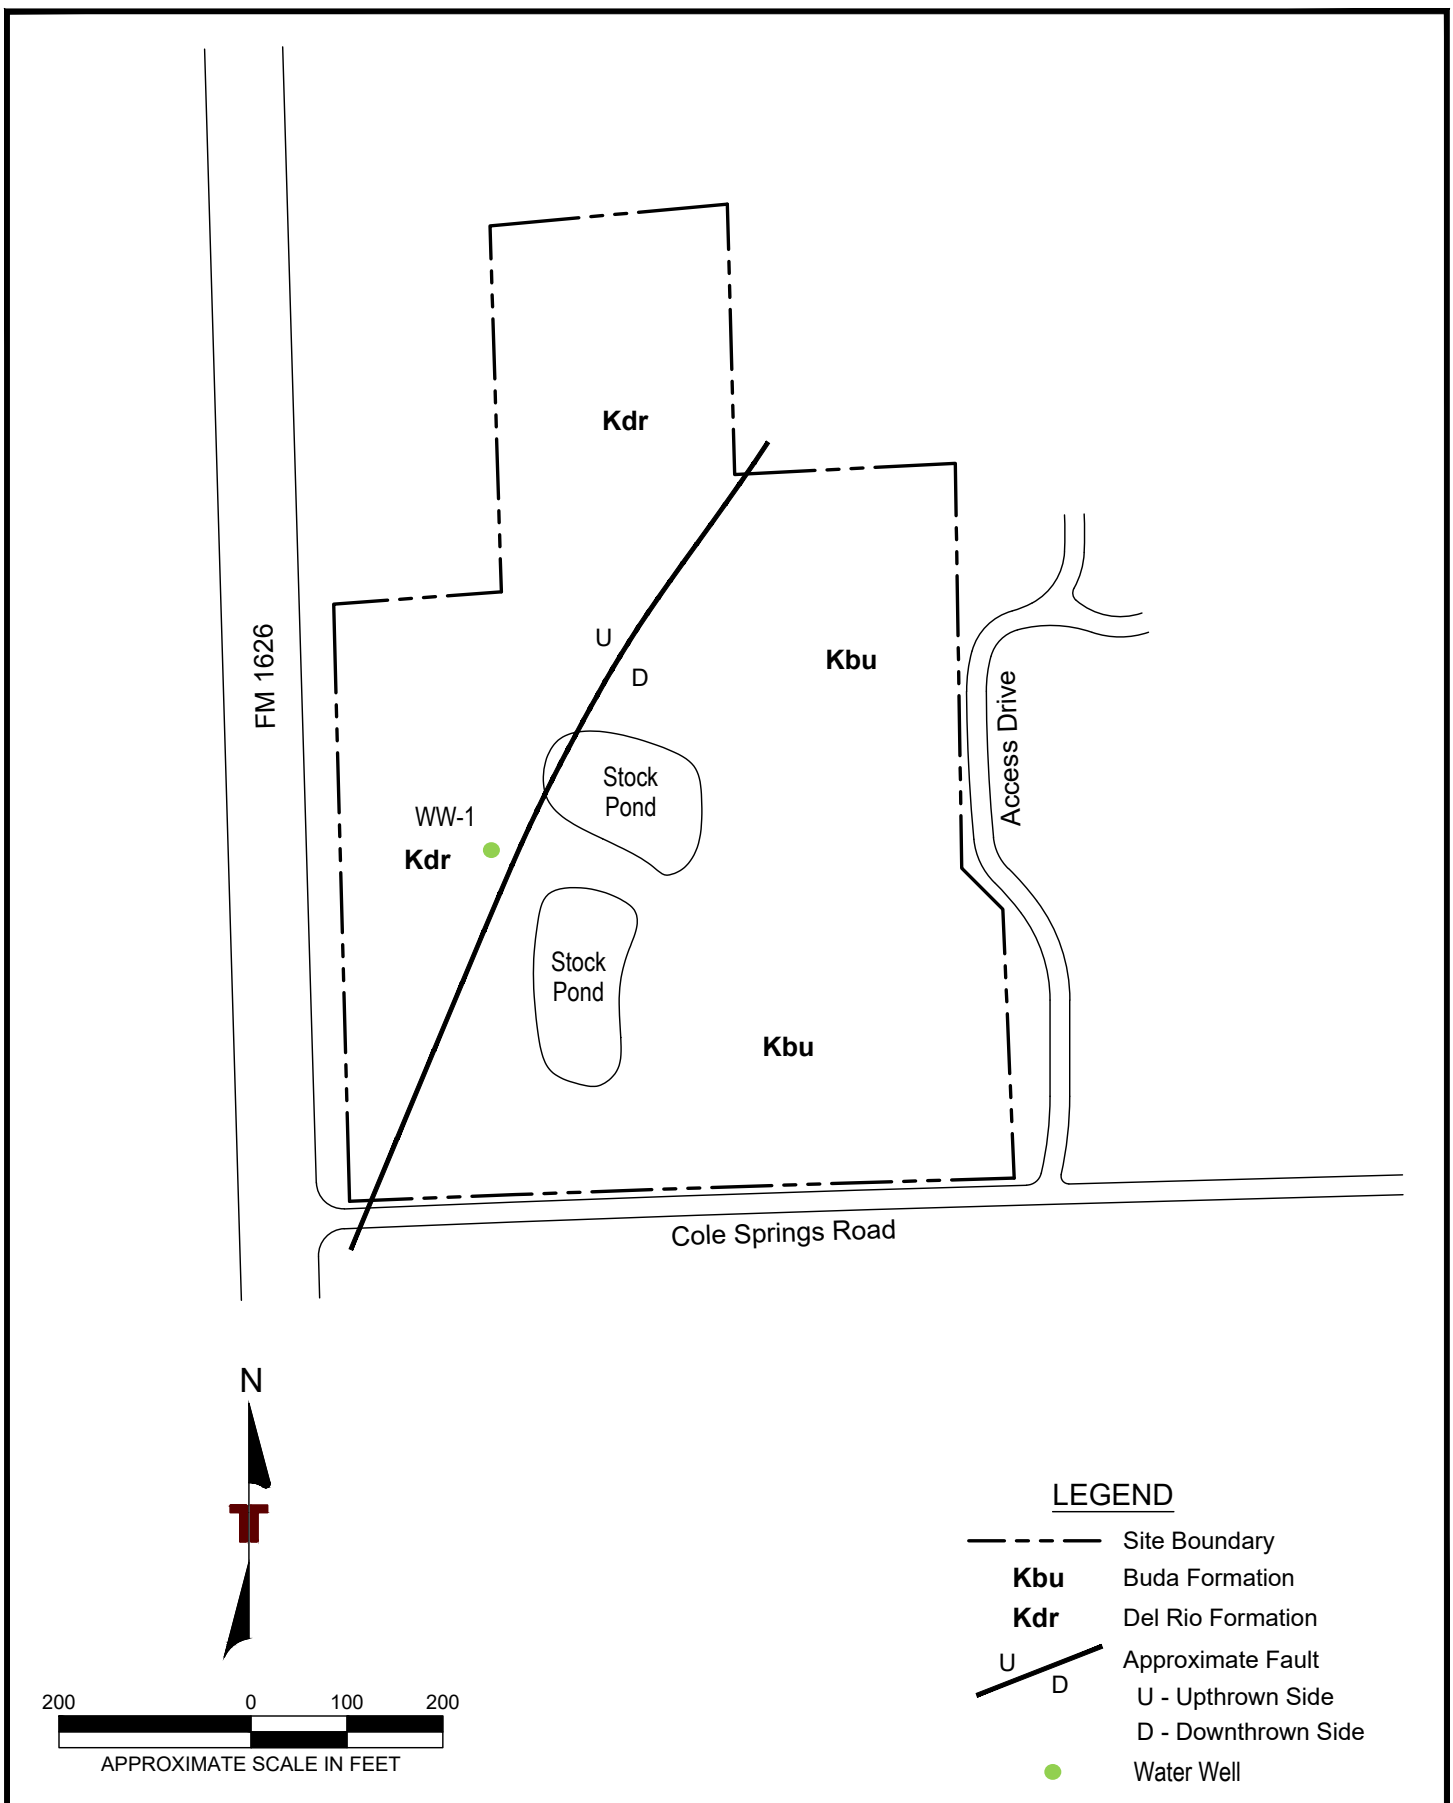 Kdr
FM 1626
U
D
Kbu
Access Drive
Stock
Pond
WW-1
Kdr
Stock
Pond
Kbu
Cole Springs Road
N
LEGEND
Site Boundary
Kbu Buda Formation
Kdr Del Rio Formation
U
D
Approximate Fault
U - Upthrown Side
D - Downthrown Side
Water Well
200 0 100 200
APPROXIMATE SCALE IN FEET